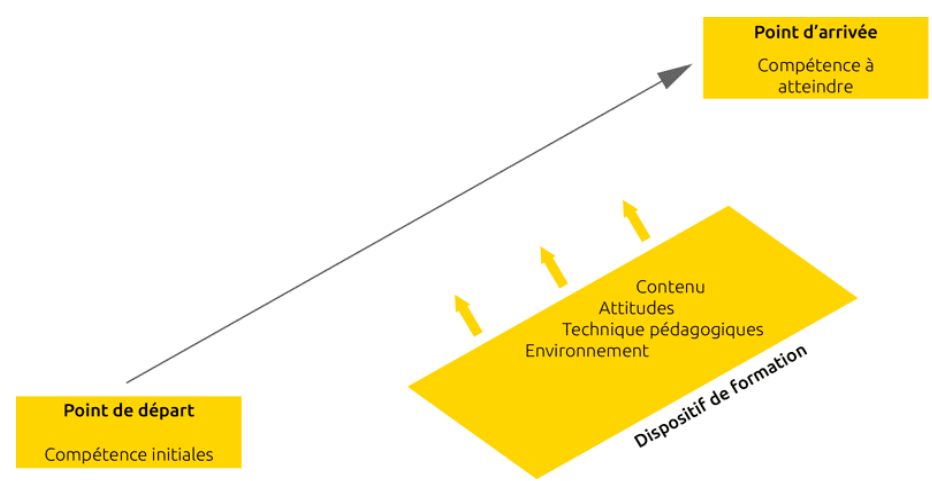 Point d’arrivée
Compétence à
atteindre
Contenu
Attitudes
Technique pédagogiques
Environnement
Dispositif de formation
Point de départ
Compétence initiales